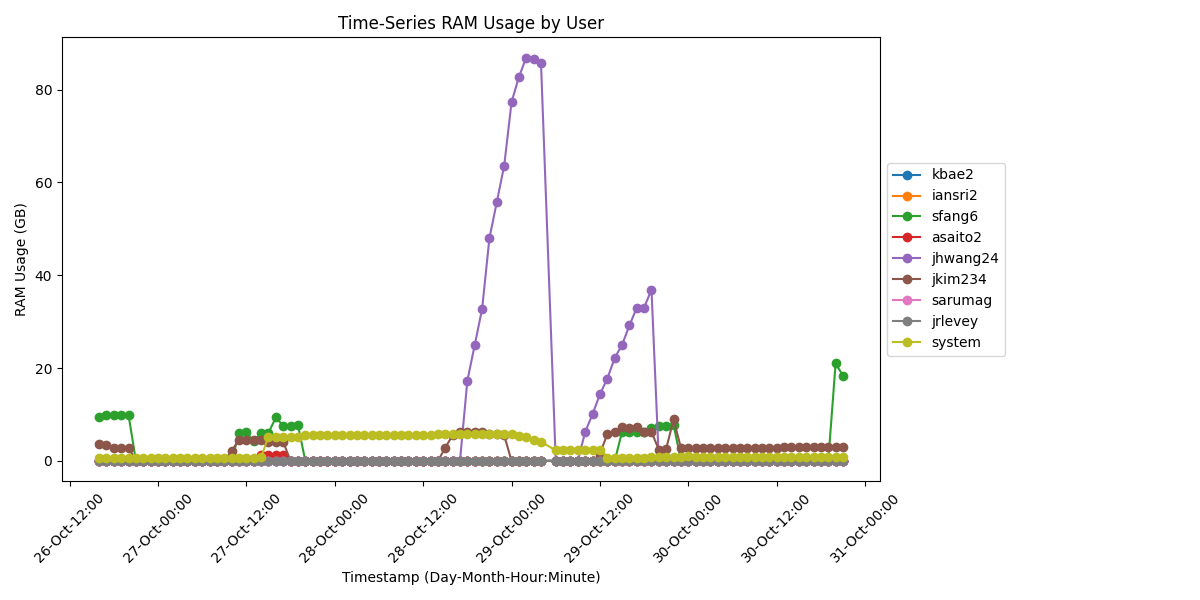 Time-Series RAM Usage by User
RAM Usage (GB)
80
60
40
20
0
26-Oct-12:00
27-Oct-00:00
27-Oct-12:00
28-Oct-00:00
28-Oct-12:00
29-Oct-00:00
29-Oct-12:00
30-Oct-00:00
30-Oct-12:00
31-Oct-00:00
Timestamp (Day-Month-Hour:Minute)
kbae2
iansri2
sfang6
asaito2
jhwang24
jkim234
sarumag
jrlevey
system